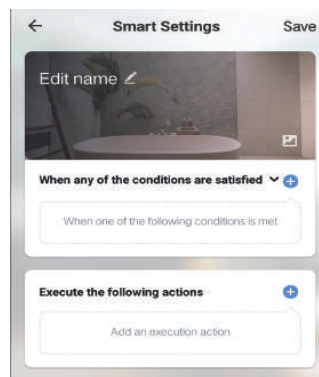 Smart Settings Save
Edit name
When any of the conditions are satisfied
When one of the following conditions is met
Execute the following actions
Add an execution action